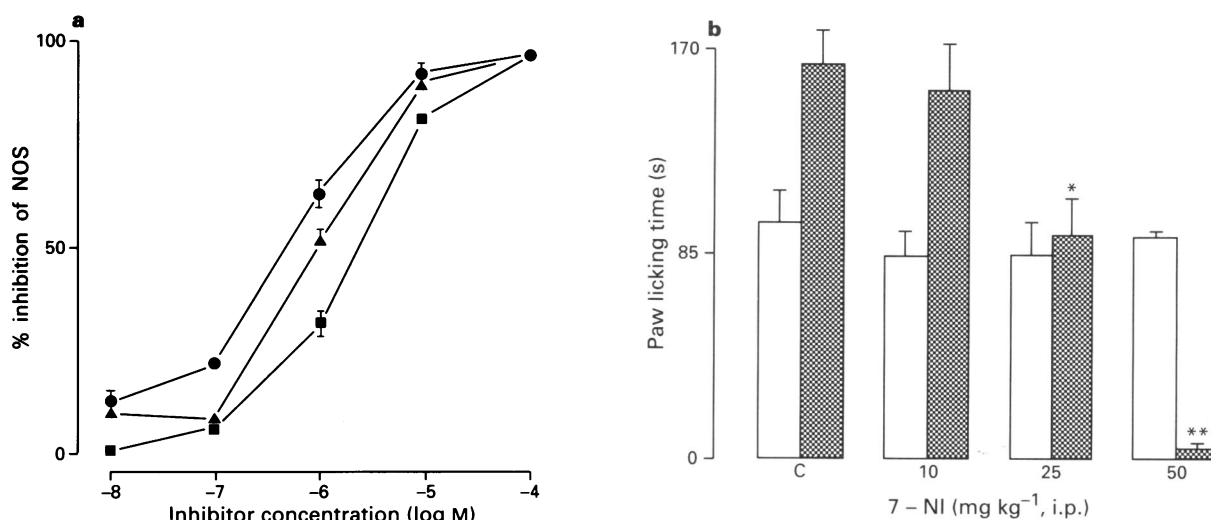 a
100
50
0
% inhibition of NOS
-8 -7 -6 -5 -4
Inhibitor concentration (log M)
b
170
85
0
Paw licking time (s)
*
**
C 10 25 50
7 – NI (mg kg⁻¹, i.p.)